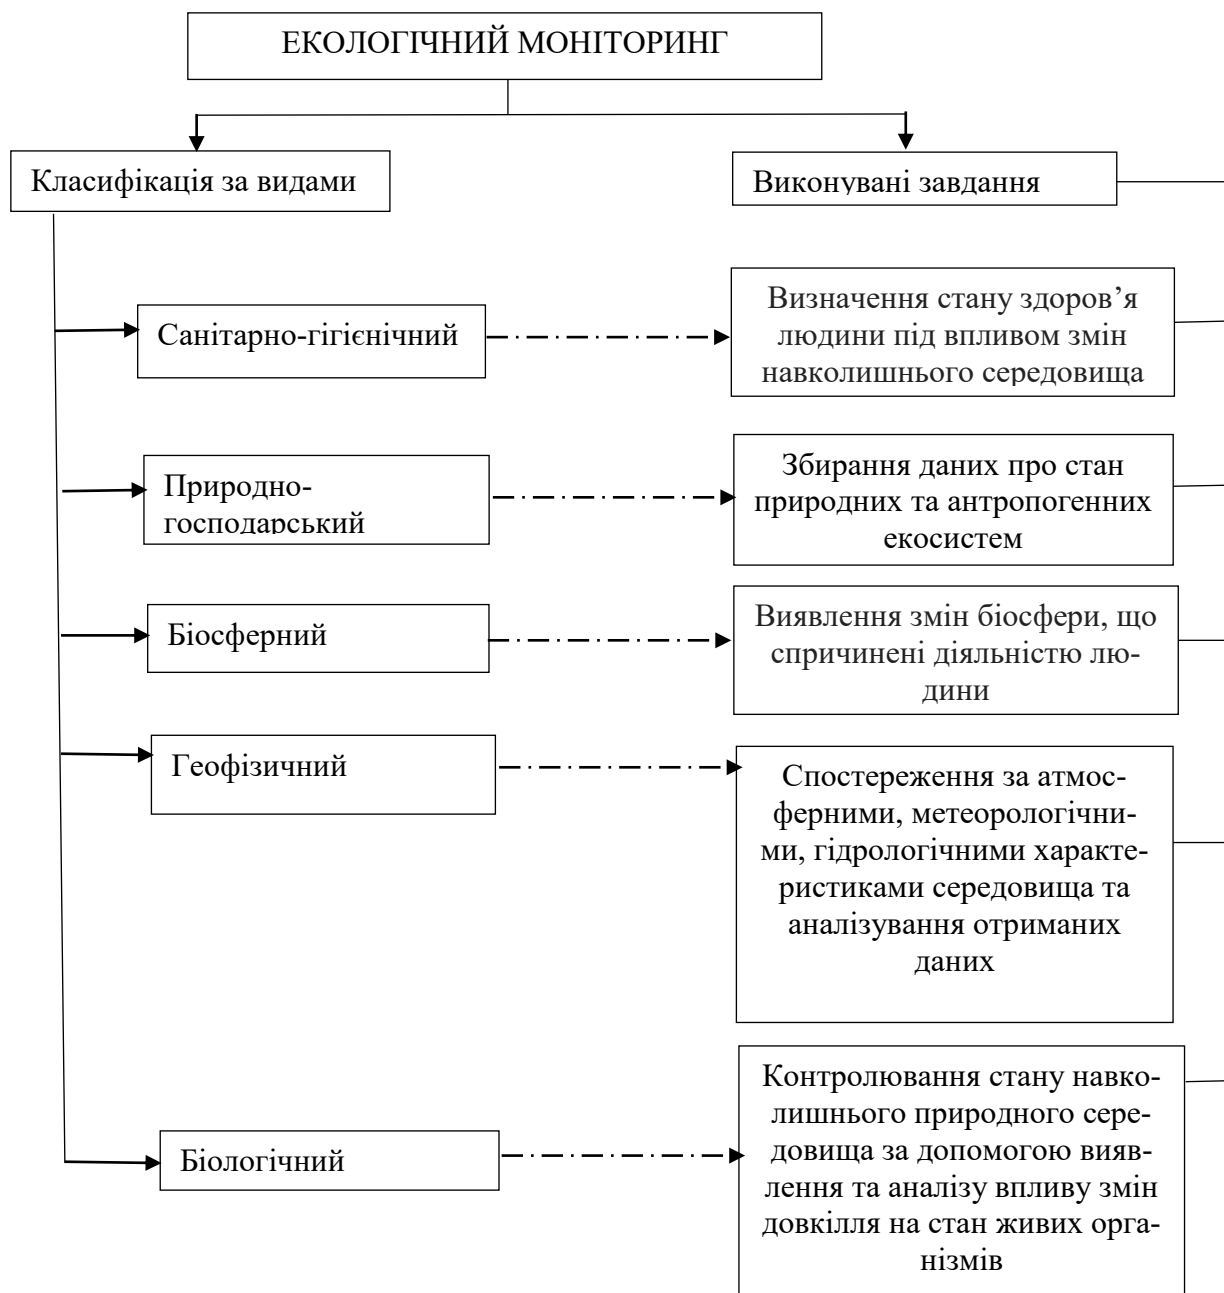 ЕКОЛОГІЧНИЙ МОНІТОРИНГ
Класифікація за видами
Виконувані завдання
Санітарно-гігієнічний
Визначення стану здоров’я
людини під впливом змін
навколишнього середовища
Природно-
господарський
Збирання даних про стан
природних та антропогенних
екосистем
Біосферний
Виявлення змін біосфери, що
спричинені діяльністю лю-
дини
Геофізичний
Спостереження за атмос-
ферними, метеорологічни-
ми, гідрологічними характе-
ристиками середовища та
аналізування отриманих
даних
Біологічний
Контролювання стану навко-
лишнього природного сере-
довища за допомогою вияв-
лення та аналізу впливу змін
довкілля на стан живих орга-
нізмів